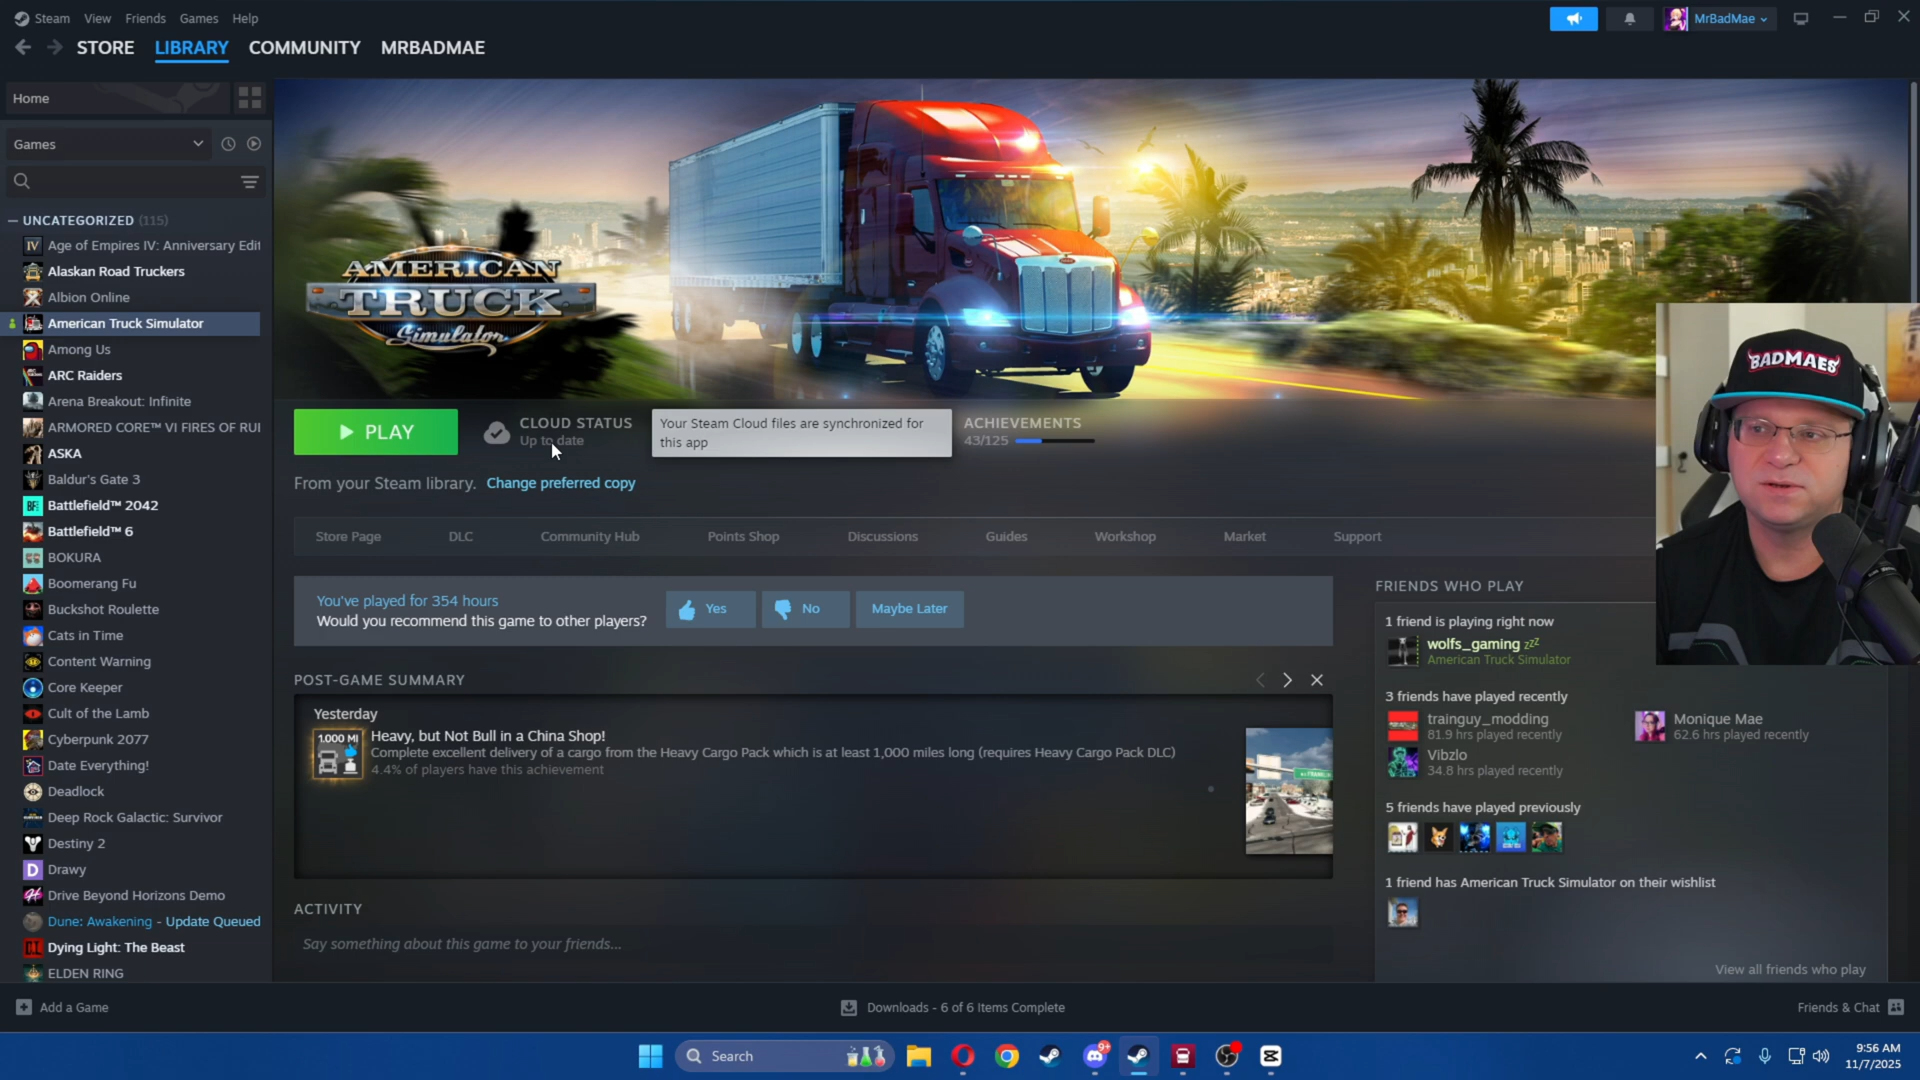 Steam View Friends Games Help
MrBadMae
STORE LIBRARY COMMUNITY MRBADMAE
Home
Games
UNCATEGORIZED (115)
IV Age of Empires IV: Anniversary Edit
Alaskan Road Truckers
Albion Online
American Truck Simulator
Among Us
ARC Raiders
Arena Breakout: Infinite
ARMORED CORE™ VI FIRES OF RUI
ASKA
Baldur's Gate 3
Battlefield™ 2042
Battlefield™ 6
BOKURA
Boomerang Fu
Buckshot Roulette
Cats in Time
Content Warning
Core Keeper
Cult of the Lamb
Cyberpunk 2077
Date Everything!
Deadlock
Deep Rock Galactic: Survivor
Destiny 2
D Drawy
Drive Beyond Horizons Demo
Dune: Awakening - Update Queued
Dying Light: The Beast
ELDEN RING
AMERICAN
TRUCK
Simulator
BADMAES
PLAY
CLOUD STATUS
Up to date
Your Steam Cloud files are synchronized for
this app
ACHIEVEMENTS
43/125
From your Steam library. Change preferred copy
Store Page DLC Community Hub Points Shop Discussions Guides Workshop Market Support
You've played for 354 hours
Would you recommend this game to other players?
Yes No Maybe Later
POST-GAME SUMMARY
Yesterday
1.000 MI
Heavy, but Not Bull in a China Shop!
Complete excellent delivery of a cargo from the Heavy Cargo Pack which is at least 1,000 miles long (requires Heavy Cargo Pack DLC)
4.4% of players have this achievement
ACTIVITY
Say something about this game to your friends...
FRIENDS WHO PLAY
1 friend is playing right now
wolfs_gaming zzZ
American Truck Simulator
3 friends have played recently
trainguy_modding
81.9 hrs played recently
Monique Mae
62.6 hrs played recently
Vibzlo
34.8 hrs played recently
5 friends have played previously
1 friend has American Truck Simulator on their wishlist
View all friends who play
Add a Game
Downloads - 6 of 6 Items Complete
Friends & Chat
Search
9+
9:56 AM
11/7/2025